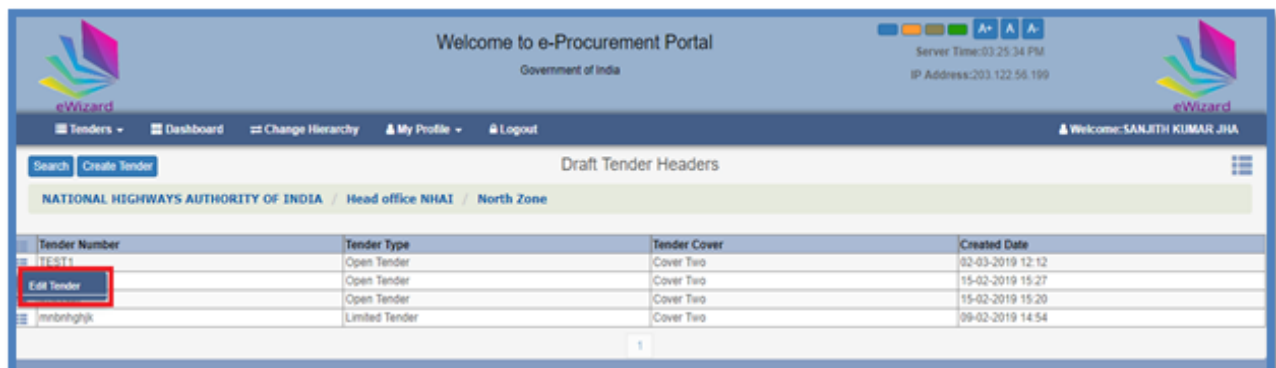 Welcome to e-Procurement Portal
Government of India
A+ A A-
Server Time:03:25:34 PM
IP Address:203.122.56.199
eWizard
eWizard
Tenders Dashboard Change Hierarchy My Profile Logout Welcome:SANJITH KUMAR JHA
Search Create Tender Draft Tender Headers
NATIONAL HIGHWAYS AUTHORITY OF INDIA / Head office NHAI / North Zone
Tender Number Tender Type Tender Cover Created Date
TEST1 Open Tender Cover Two 02-03-2019 12:12
Edit Tender Open Tender Cover Two 15-02-2019 15:27
Open Tender Cover Two 15-02-2019 15:20
mnbnhghjk Limited Tender Cover Two 09-02-2019 14:54
1